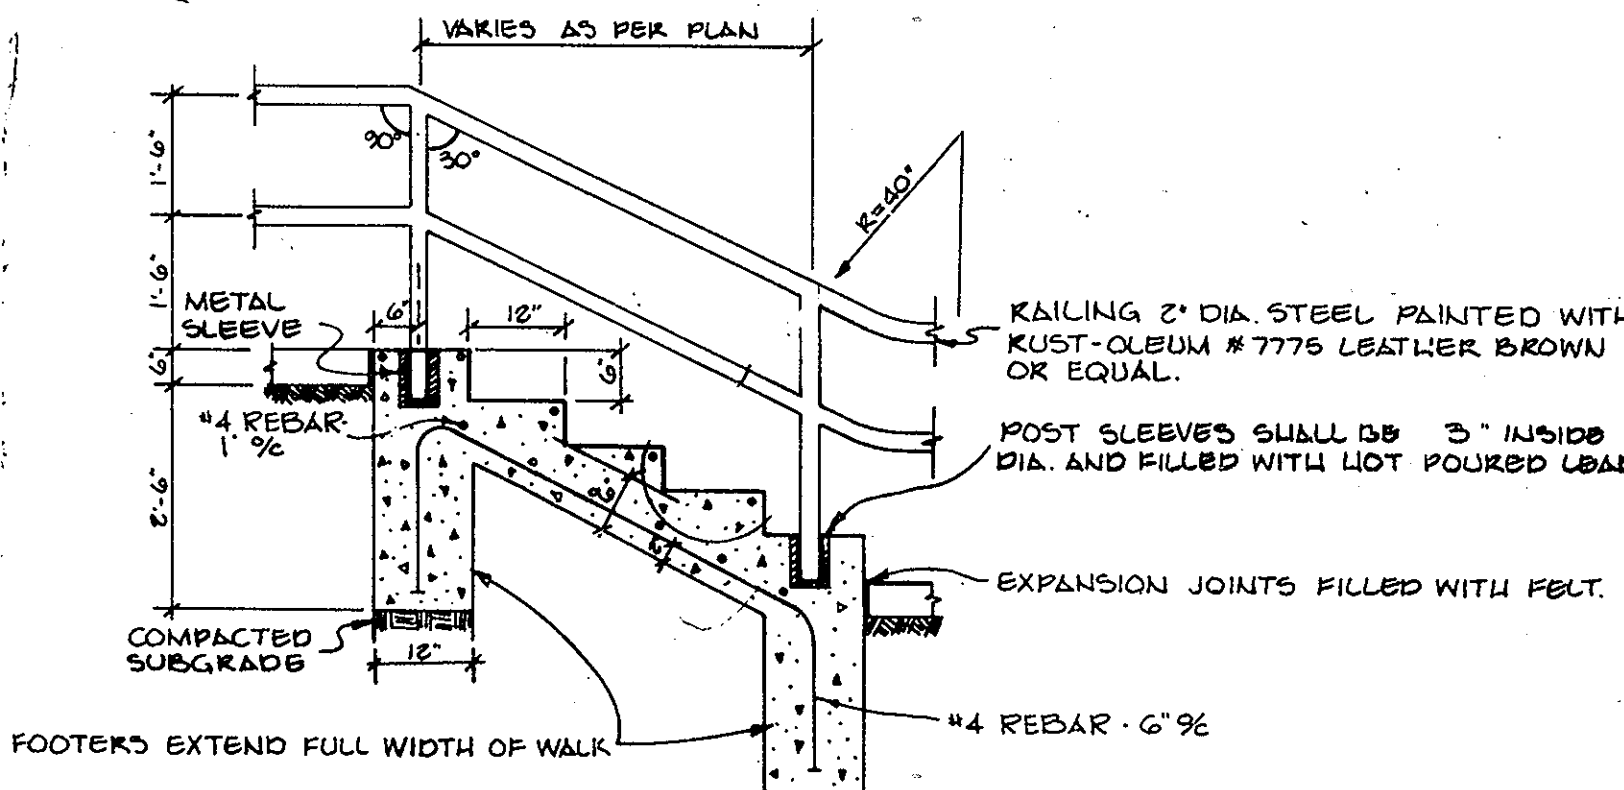 VARIES AS PER PLAN
90°
30°
1'-6"
1'-6"
R=40"
METAL
SLEEVE
6"
12"
6"
6"
RAILING 2" DIA. STEEL PAINTED WITH
RUST-OLEUM #7775 LEATHER BROWN
OR EQUAL.
#4 REBAR-
1' o/c
POST SLEEVES SHALL BE 3" INSIDE
DIA. AND FILLED WITH HOT POURED LEAD
2'-6"
2"
EXPANSION JOINTS FILLED WITH FELT.
COMPACTED
SUBGRADE
12"
#4 REBAR - 6" o/c
FOOTERS EXTEND FULL WIDTH OF WALK